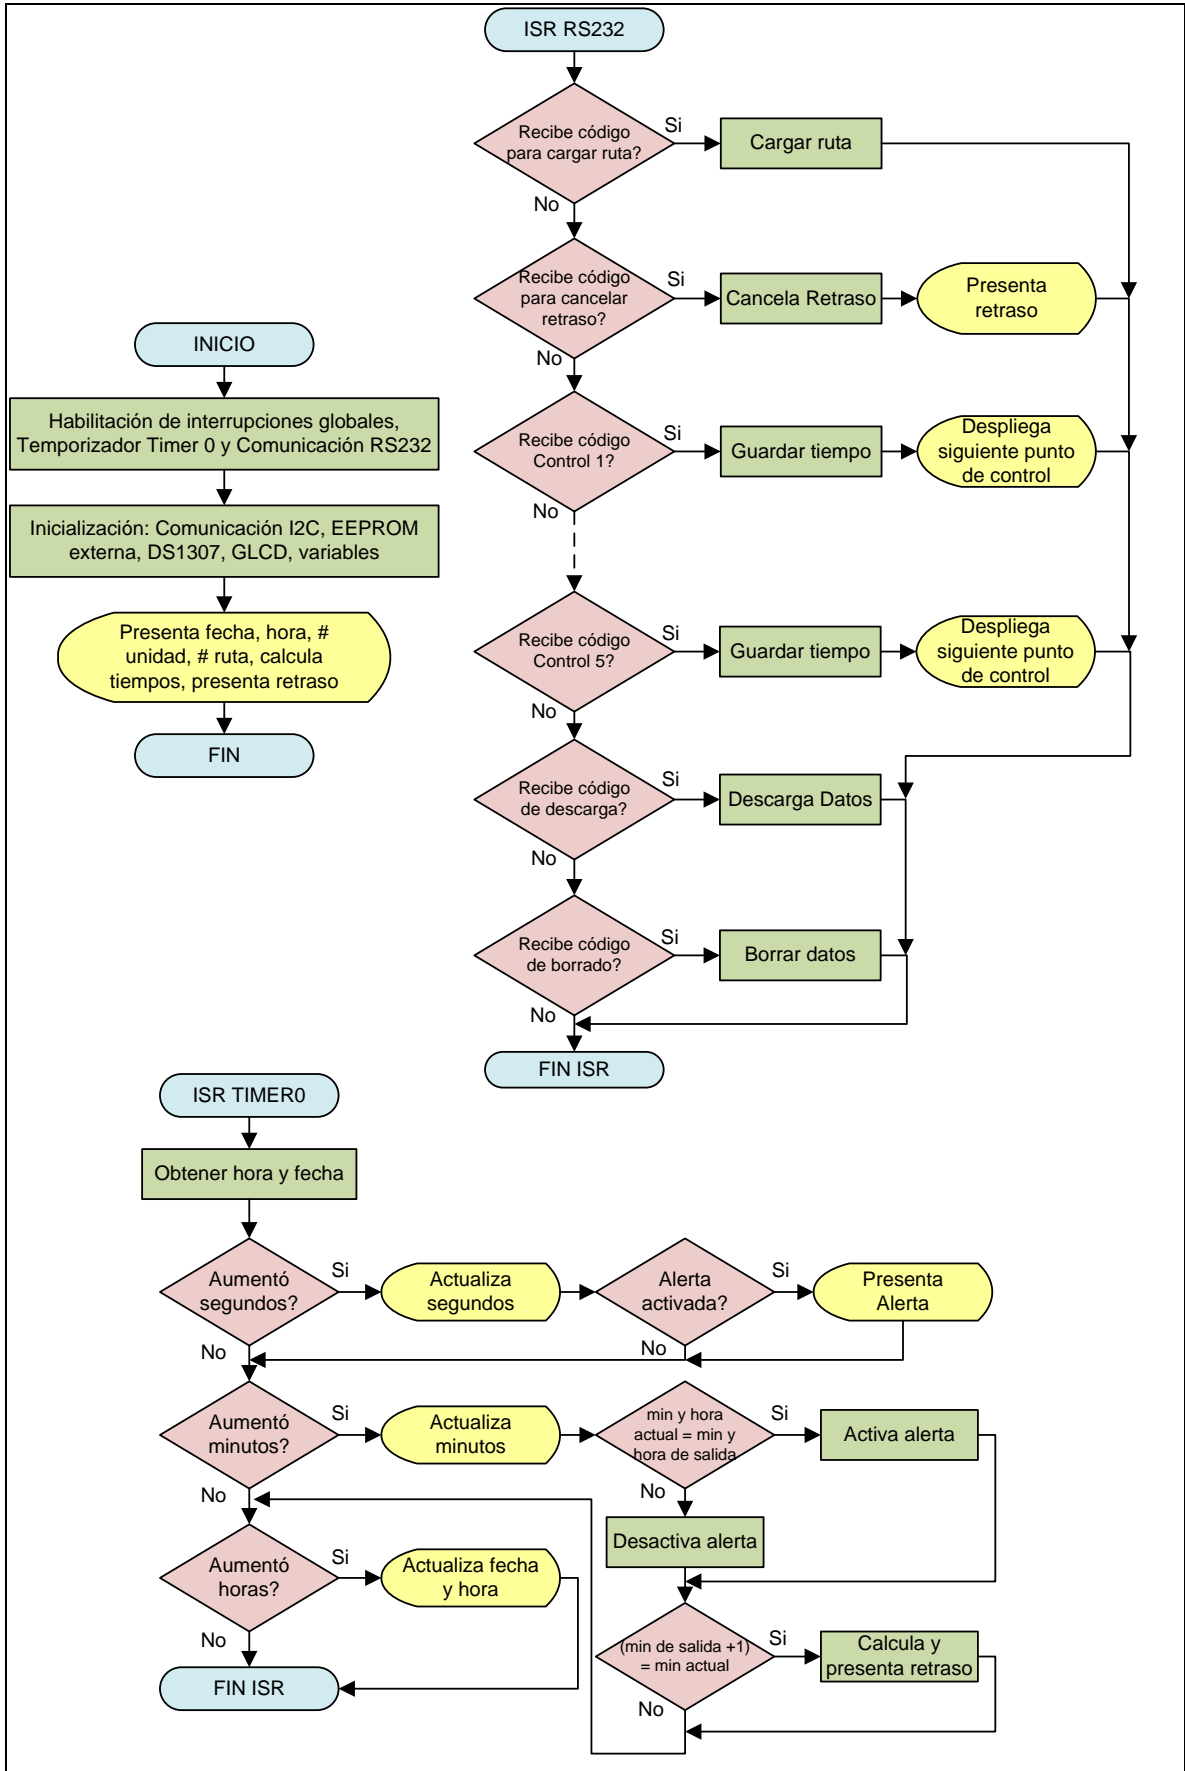 ISR RS232
Recibe código
para cargar ruta?
Si
Cargar ruta
No
Recibe código
para cancelar
retraso?
Si
Cancela Retraso
Presenta
retraso
No
Recibe código
Control 1?
Si
Guardar tiempo
Despliega
siguiente punto
de control
No
Recibe código
Control 5?
Si
Guardar tiempo
Despliega
siguiente punto
de control
No
Recibe código
de descarga?
Si
Descarga Datos
No
Recibe código
de borrado?
Si
Borrar datos
No
FIN ISR
INICIO
Habilitación de interrupciones globales,
Temporizador Timer 0 y Comunicación RS232
Inicialización: Comunicación I2C, EEPROM
externa, DS1307, GLCD, variables
Presenta fecha, hora, #
unidad, # ruta, calcula
tiempos, presenta retraso
FIN
ISR TIMER0
Obtener hora y fecha
Aumentó
segundos?
Si
Actualiza
segundos
Alerta
activada?
Si
Presenta
Alerta
No
No
Aumentó
minutos?
Si
Actualiza
minutos
min y hora
actual = min y
hora de salida
Si
Activa alerta
No
No
Desactiva alerta
Aumentó
horas?
Si
Actualiza fecha
y hora
No
(min de salida +1)
= min actual
Si
Calcula y
presenta retraso
No
FIN ISR